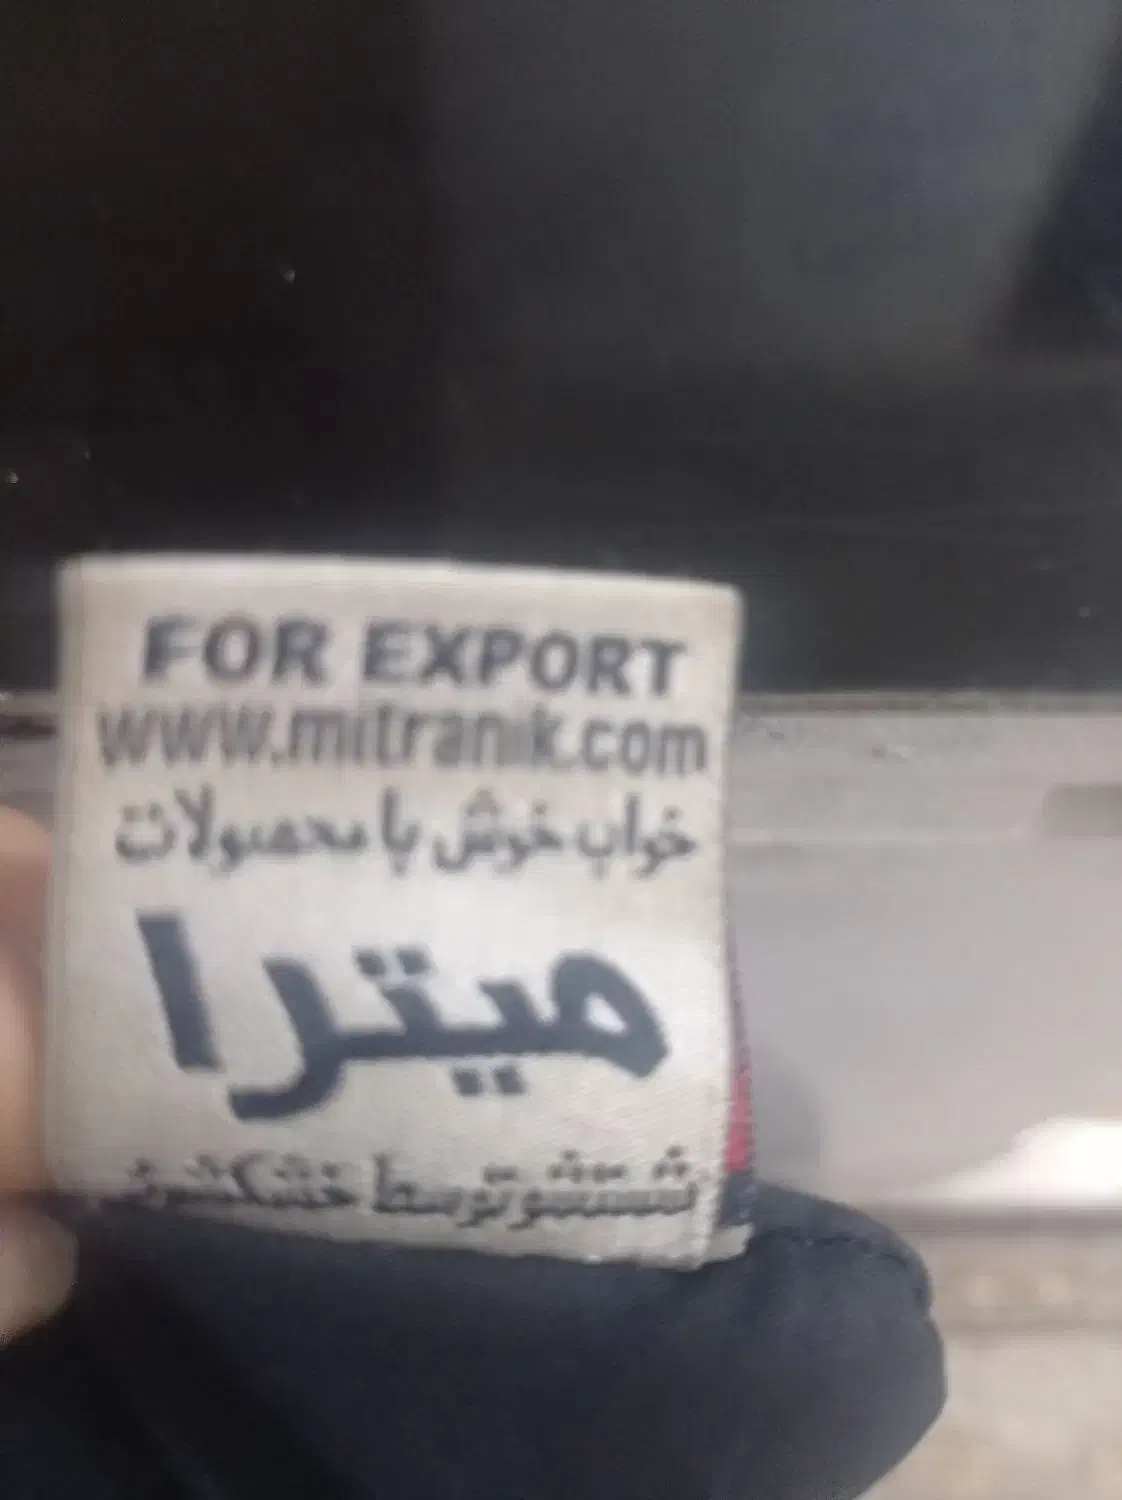 FOR EXPORT
www.mitranik.com
خواب خوش با محصولات
میترا
شستشو توسط خشکشویی